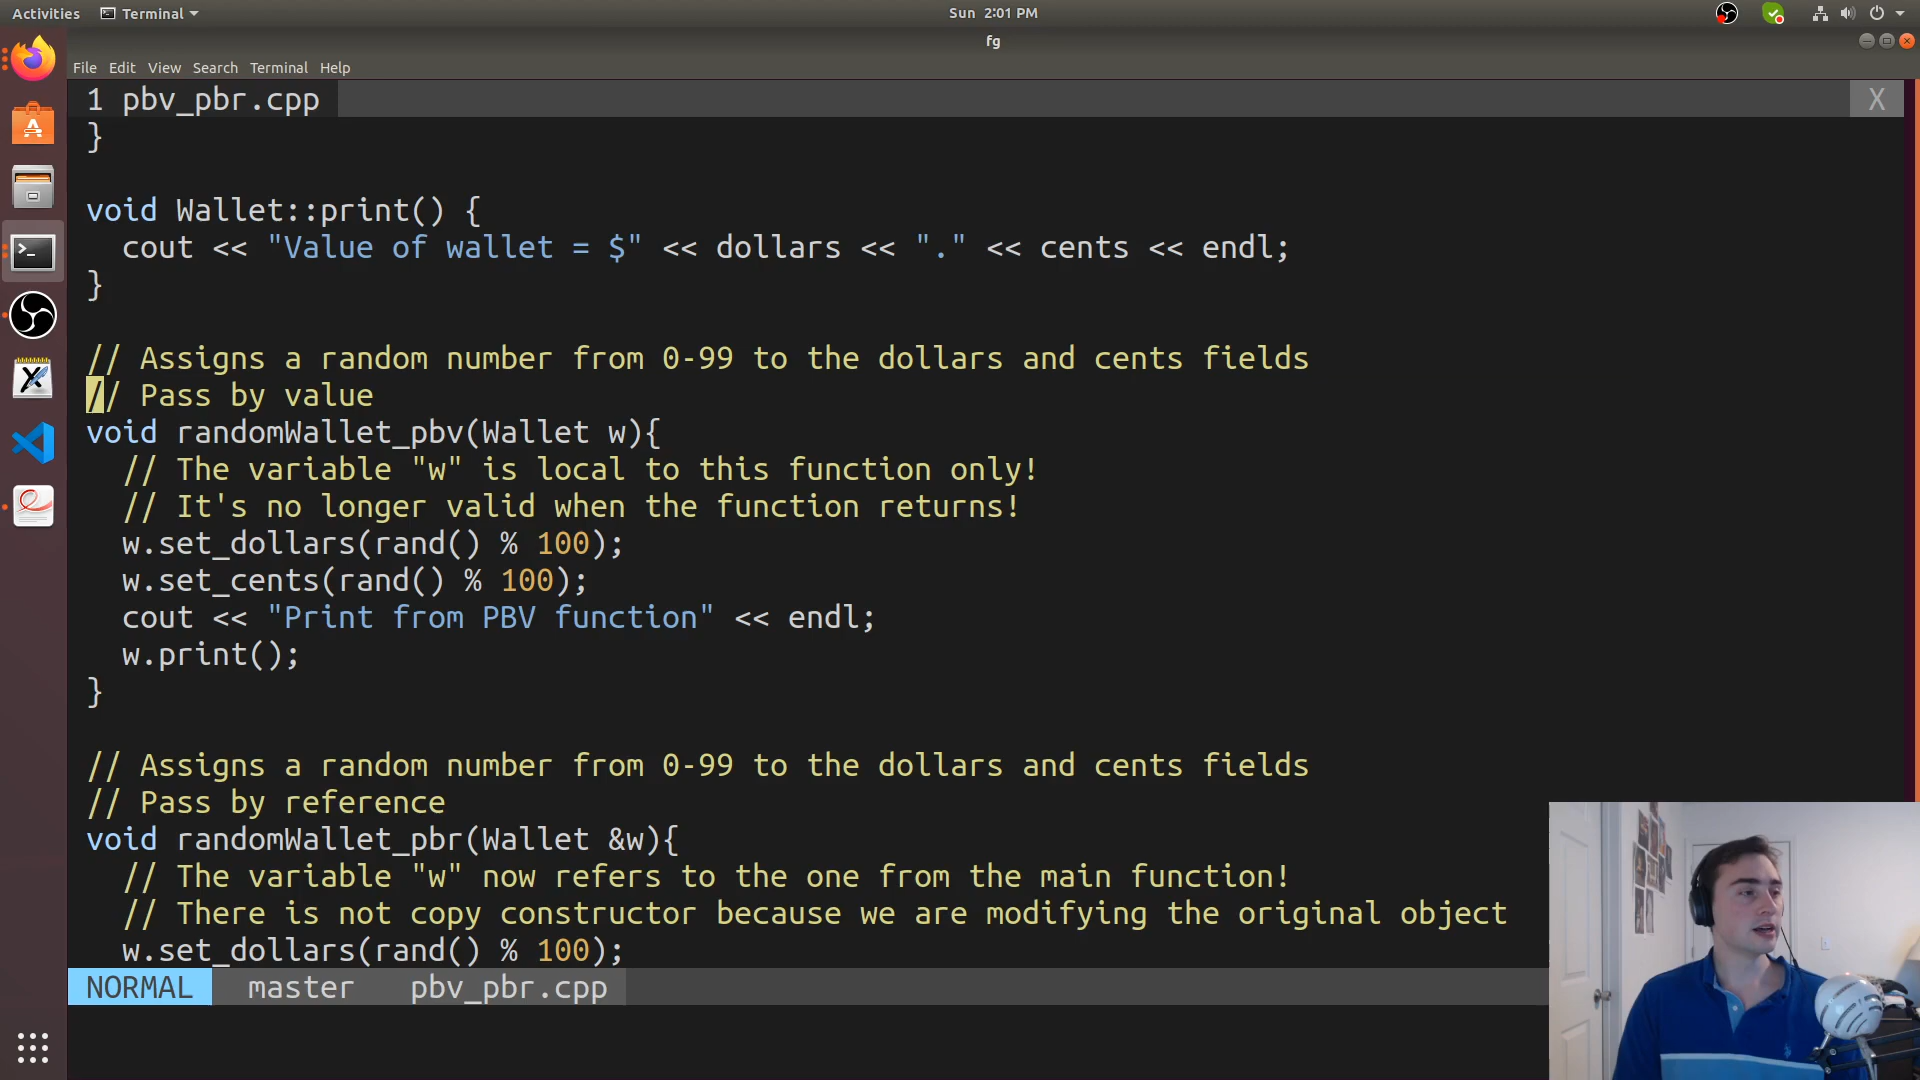 Activities Terminal Sun 2:01 PM
fg
File Edit View Search Terminal Help
1 pbv_pbr.cpp X
}
void Wallet::print() {
cout << "Value of wallet = $" << dollars << "." << cents << endl;
}
// Assigns a random number from 0-99 to the dollars and cents fields
// Pass by value
void randomWallet_pbv(Wallet w){
// The variable "w" is local to this function only!
// It's no longer valid when the function returns!
w.set_dollars(rand() % 100);
w.set_cents(rand() % 100);
cout << "Print from PBV function" << endl;
w.print();
}
// Assigns a random number from 0-99 to the dollars and cents fields
// Pass by reference
void randomWallet_pbr(Wallet &w){
// The variable "w" now refers to the one from the main function!
// There is not copy constructor because we are modifying the original object
w.set_dollars(rand() % 100);
NORMAL master pbv_pbr.cpp